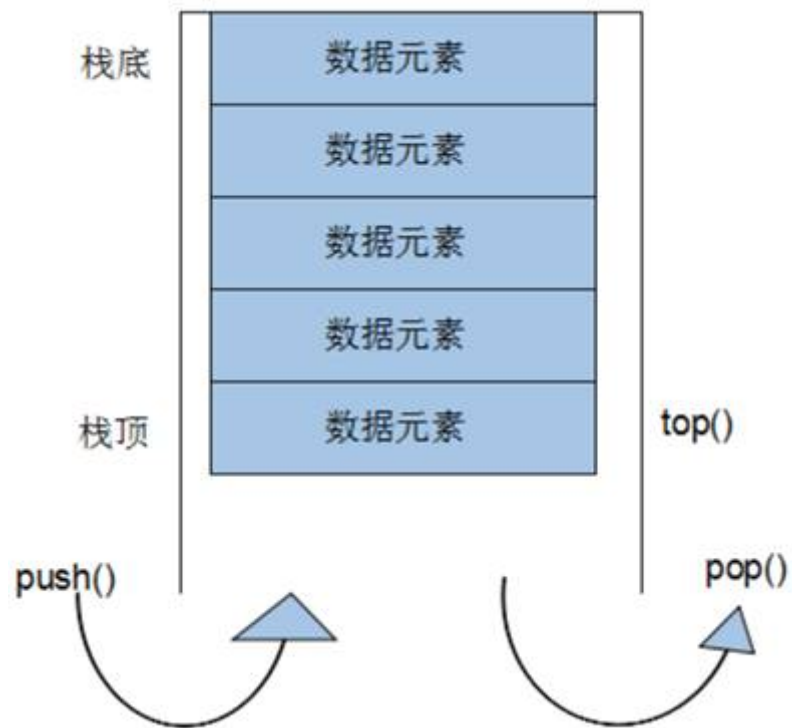 栈底
数据元素
数据元素
数据元素
数据元素
栈顶
数据元素
top()
push()
pop()